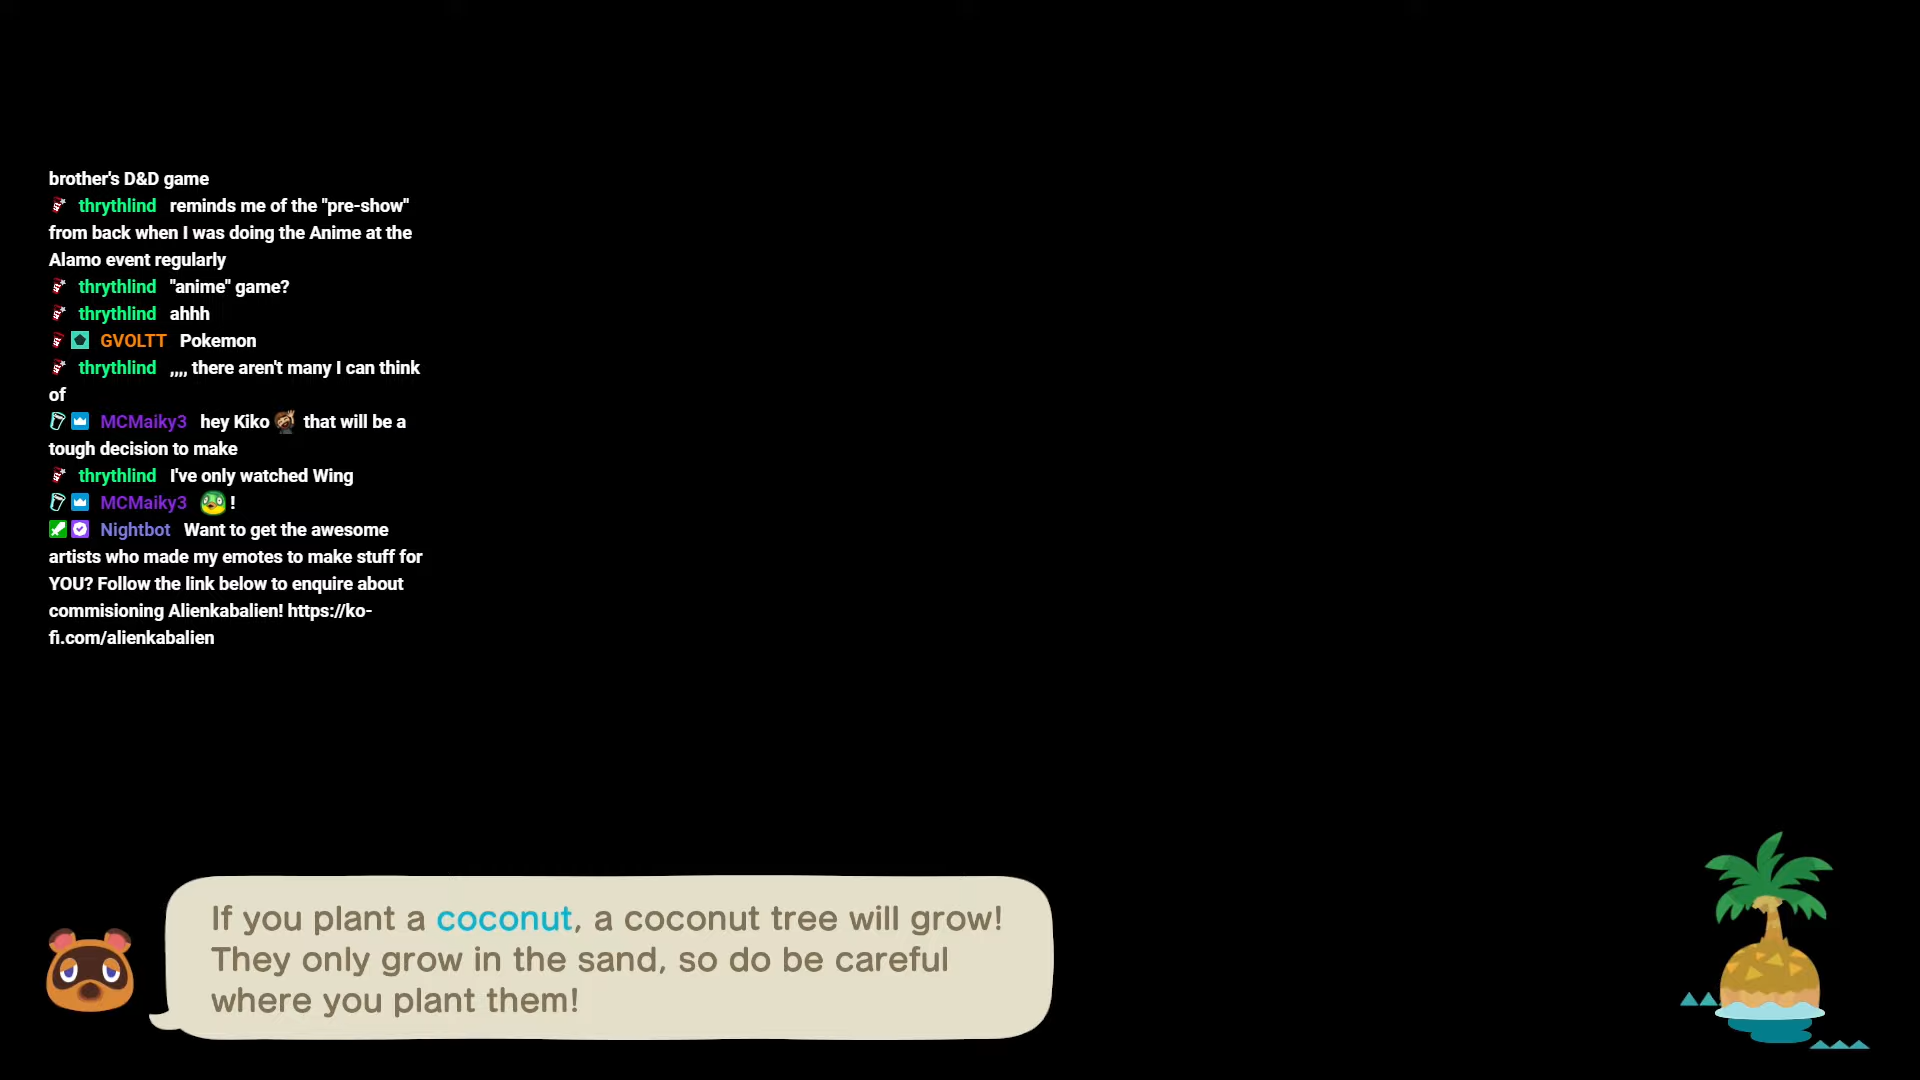 brother's D&D game
thrythlind reminds me of the "pre-show"
from back when I was doing the Anime at the
Alamo event regularly
thrythlind "anime" game?
thrythlind ahhh
GVOLTT Pokemon
thrythlind ,,,, there aren't many I can think
of
MCMaiky3 hey Kiko that will be a
tough decision to make
thrythlind I've only watched Wing
MCMaiky3 !
Nightbot Want to get the awesome
artists who made my emotes to make stuff for
YOU? Follow the link below to enquire about
commisioning Alienkabalien! https://ko-
fi.com/alienkabalien
If you plant a coconut, a coconut tree will grow!
They only grow in the sand, so do be careful
where you plant them!